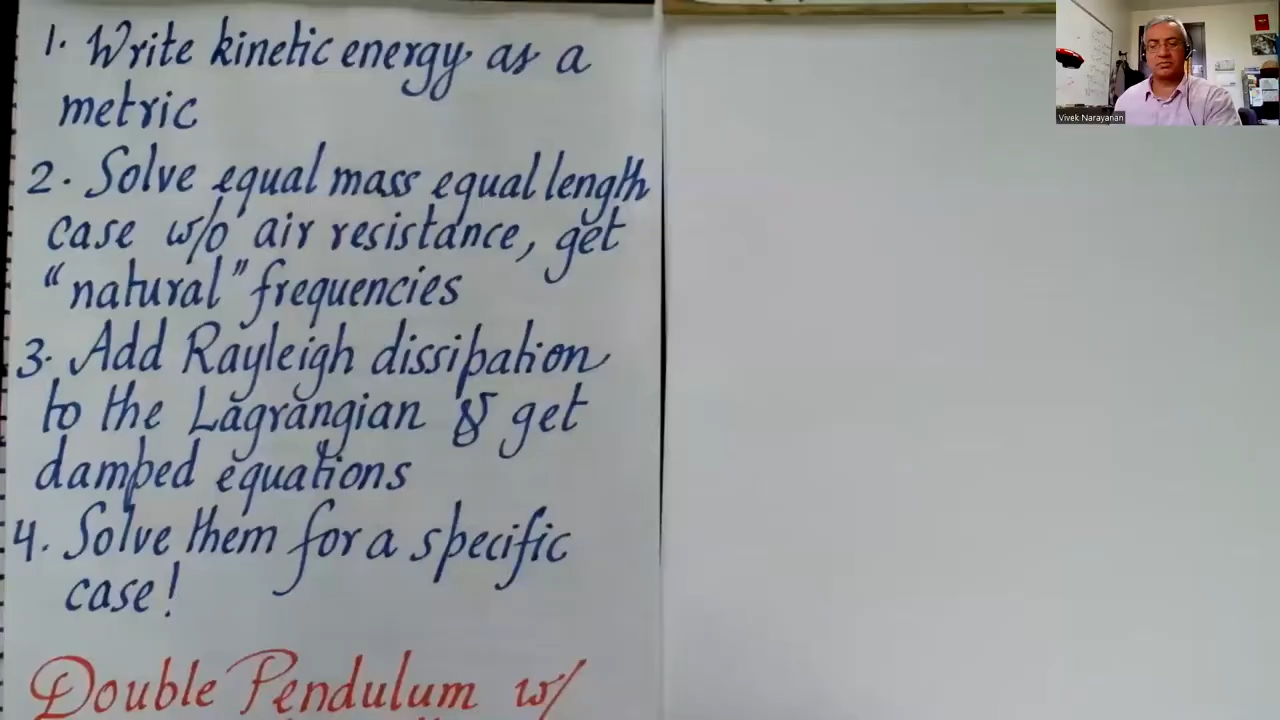 1. Write kinetic energy as a
metric
2. Solve equal mass equal length
case w/o air resistance, get
"natural" frequencies
3. Add Rayleigh dissipation
to the Lagrangian & get
damped equations
4. Solve them for a specific
case!
Double Pendulum w/
Vivek Narayanan